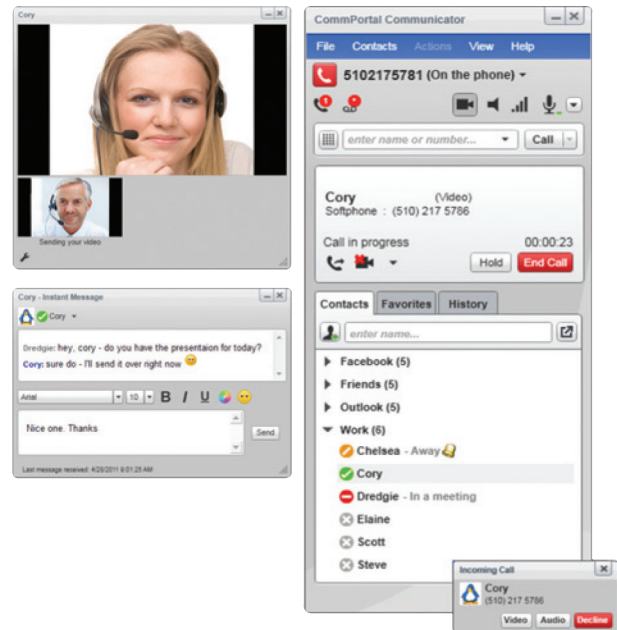 Cory
Sending your video
Cory - Instant Message
Cory
Dredgie: hey, cory - do you have the presentaion for today?
Cory: sure do - I'll send it over right now
Arial 10 B I U
Nice one. Thanks
Send
Last message received: 4/28/2011 9:01:25 AM
CommPortal Communicator
File Contacts Actions View Help
5102175781 (On the phone)
1
enter name or number... Call
Cory (Video)
Softphone : (510) 217 5786
Call in progress 00:00:23
Hold End Call
Contacts Favorites History
enter name...
Facebook (5)
Friends (5)
Outlook (5)
Work (6)
Chelsea - Away
Cory
Dredgie - In a meeting
Elaine
Scott
Steve
Incoming Call
Cory
(510) 217 5786
Video Audio Decline